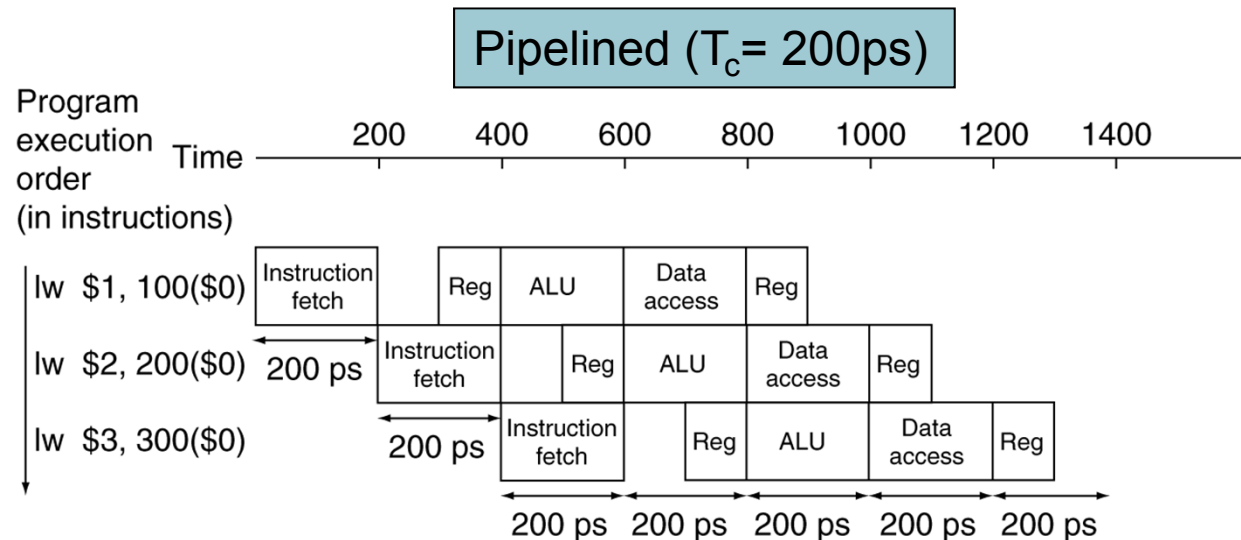 Pipelined (Tc= 200ps)
Program
execution
order
(in instructions)
Time
200 400 600 800 1000 1200 1400
lw $1, 100($0)
Instruction
fetch
Reg
ALU
Data
access
Reg
200 ps
lw $2, 200($0)
Instruction
fetch
Reg
ALU
Data
access
Reg
200 ps
lw $3, 300($0)
Instruction
fetch
Reg
ALU
Data
access
Reg
200 ps 200 ps 200 ps 200 ps 200 ps